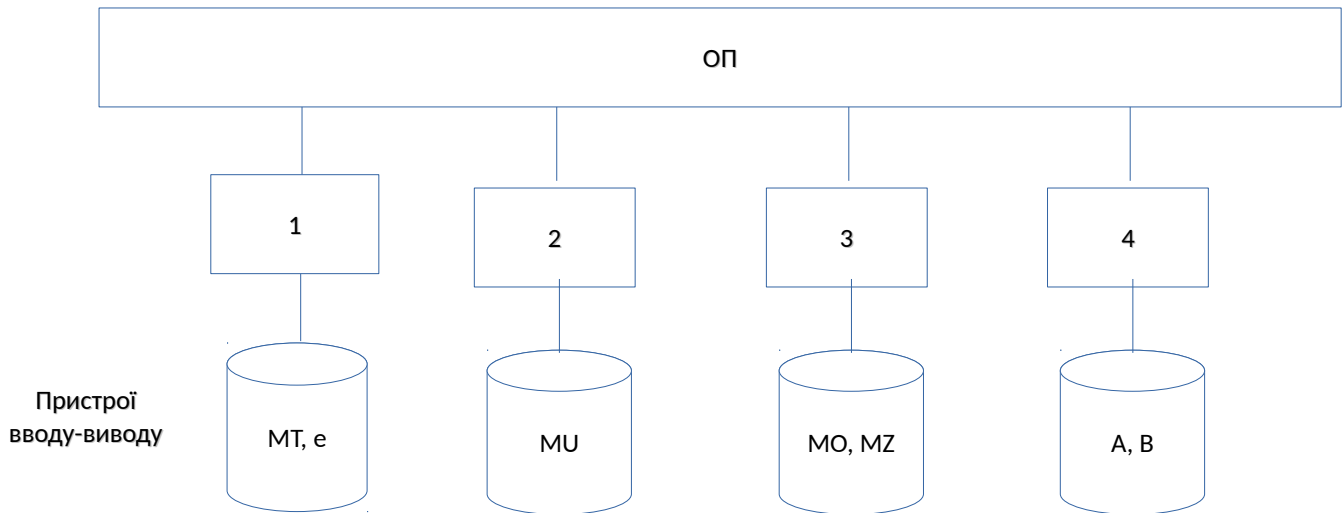 ОП
1
2
3
4
Пристрої
вводу-виводу
MT, e
MU
MO, MZ
A, B